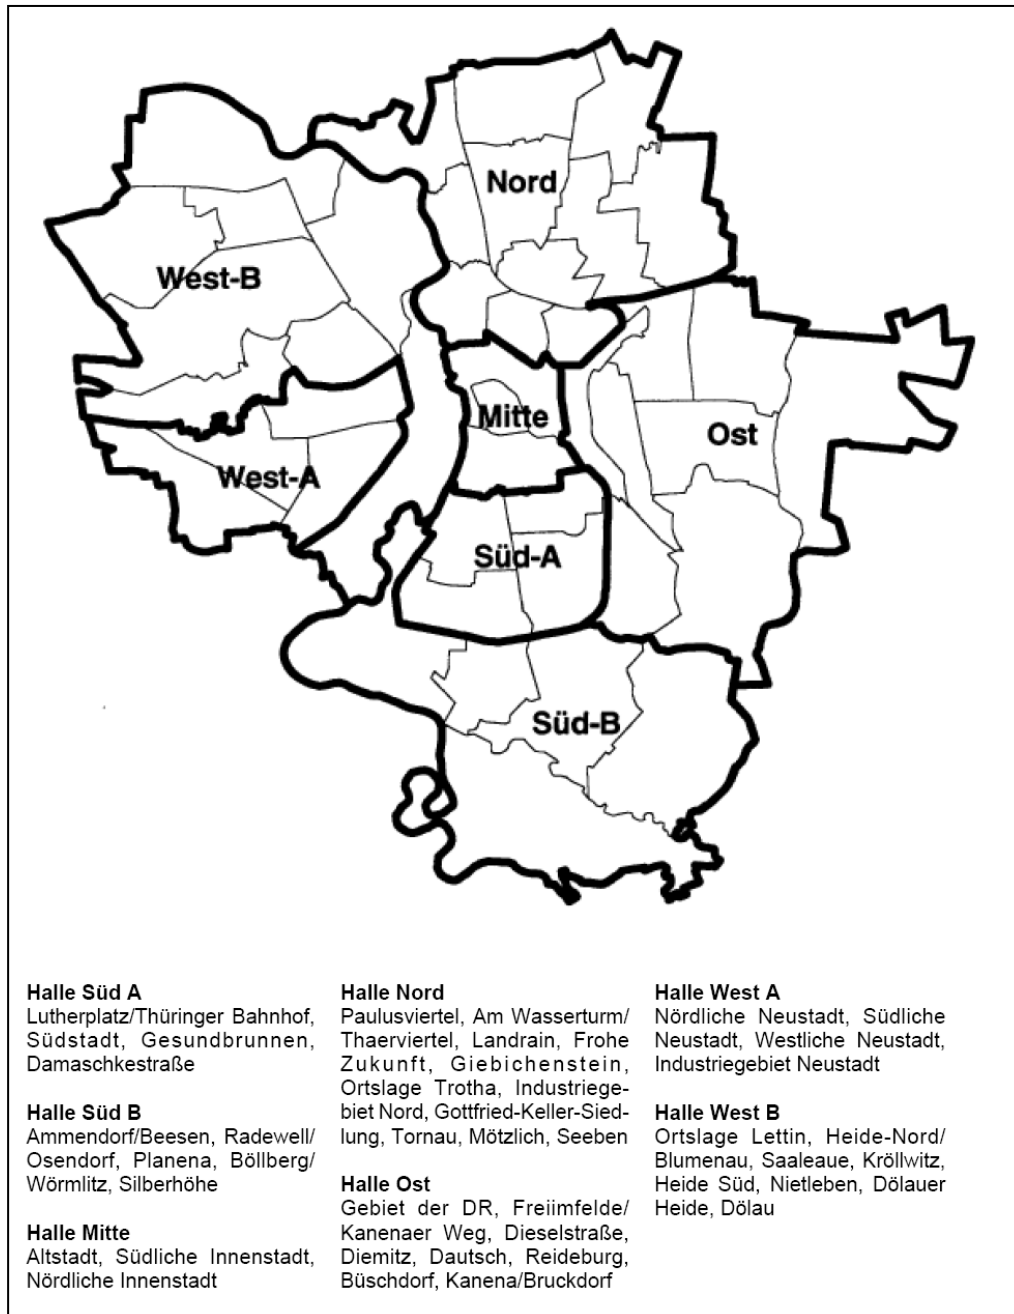 Nord
West-B
Mitte
Ost
West-A
Süd-A
Süd-B
Halle Süd A
Lutherplatz/Thüringer Bahnhof,
Südstadt, Gesundbrunnen,
Damaschkestraße
Halle Süd B
Ammendorf/Beesen, Radewell/
Osendorf, Planena, Böllberg/
Wörmlitz, Silberhöhe
Halle Mitte
Altstadt, Südliche Innenstadt,
Nördliche Innenstadt
Halle Nord
Paulusviertel, Am Wasserturm/
Thaerviertel, Landrain, Frohe
Zukunft, Giebichenstein,
Ortslage Trotha, Industriege-
biet Nord, Gottfried-Keller-Sied-
lung, Tornau, Mötzlich, Seeben
Halle Ost
Gebiet der DR, Freiimfelde/
Kanenaer Weg, Dieselstraße,
Diemitz, Dautsch, Reideburg,
Büschdorf, Kanena/Bruckdorf
Halle West A
Nördliche Neustadt, Südliche
Neustadt, Westliche Neustadt,
Industriegebiet Neustadt
Halle West B
Ortslage Lettin, Heide-Nord/
Blumenau, Saaleaue, Kröllwitz,
Heide Süd, Nietleben, Dölauer
Heide, Dölau